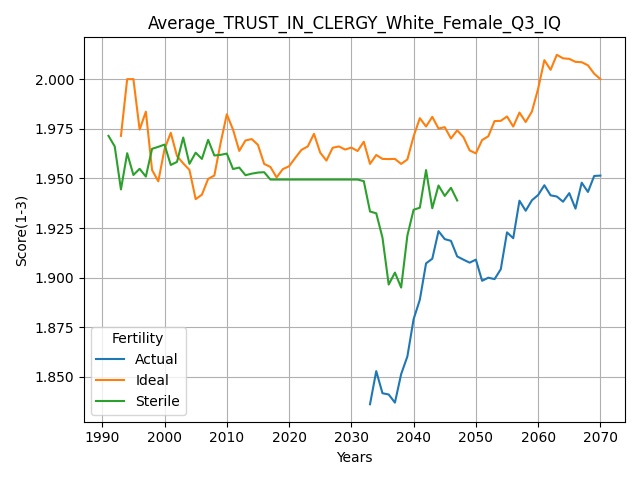 Average_TRUST_IN_CLERGY_White_Female_Q3_IQ
Score(1-3)
2.000
1.975
1.950
1.925
1.900
1.875
1.850
Fertility
Actual
Ideal
Sterile
1990 2000 2010 2020 2030 2040 2050 2060 2070
Years